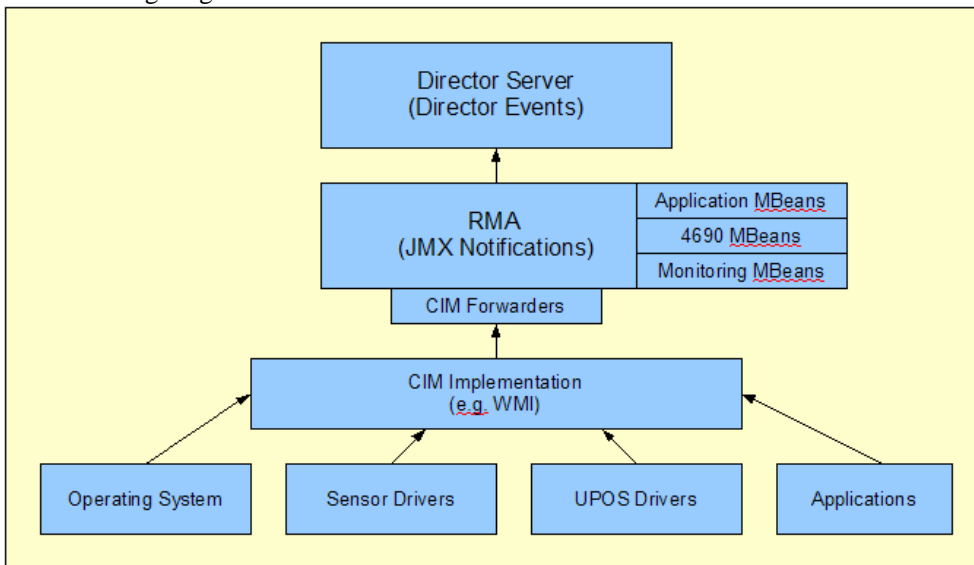 Director Server
(Director Events)
RMA
(JMX Notifications)
Application MBeans
4690 MBeans
Monitoring MBeans
CIM Forwarders
CIM Implementation
(e.g. WMI)
Operating System
Sensor Drivers
UPOS Drivers
Applications